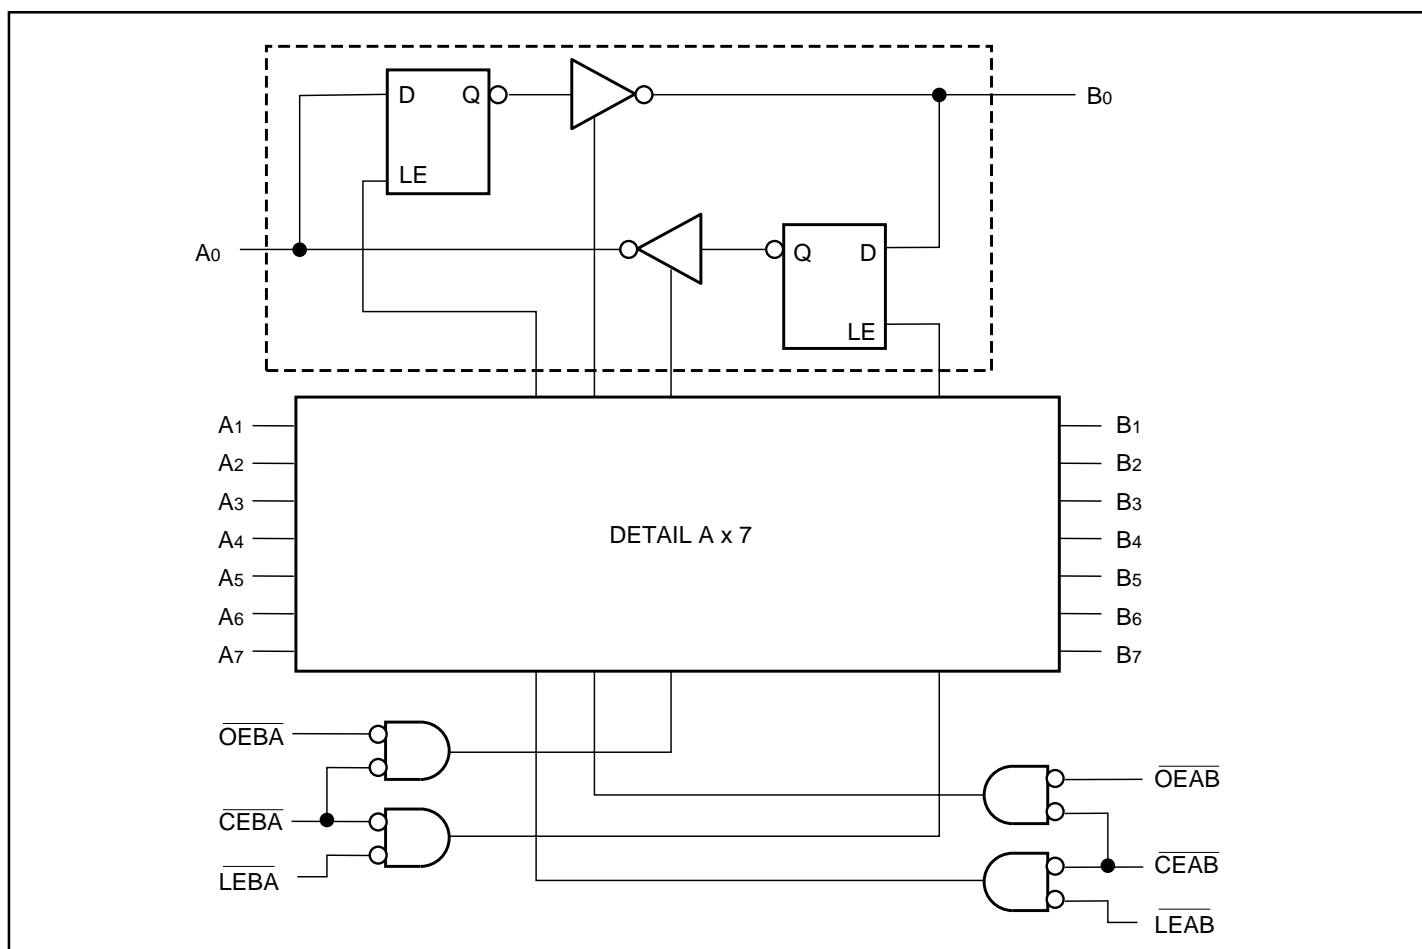 D Q
B0
LE
A0
Q D
LE
A1 B1
A2 B2
A3 B3
DETAIL A x 7
A4 B4
A5 B5
A6 B6
A7 B7
OEBA
OEAB
CEBA
CEAB
LEBA
LEAB